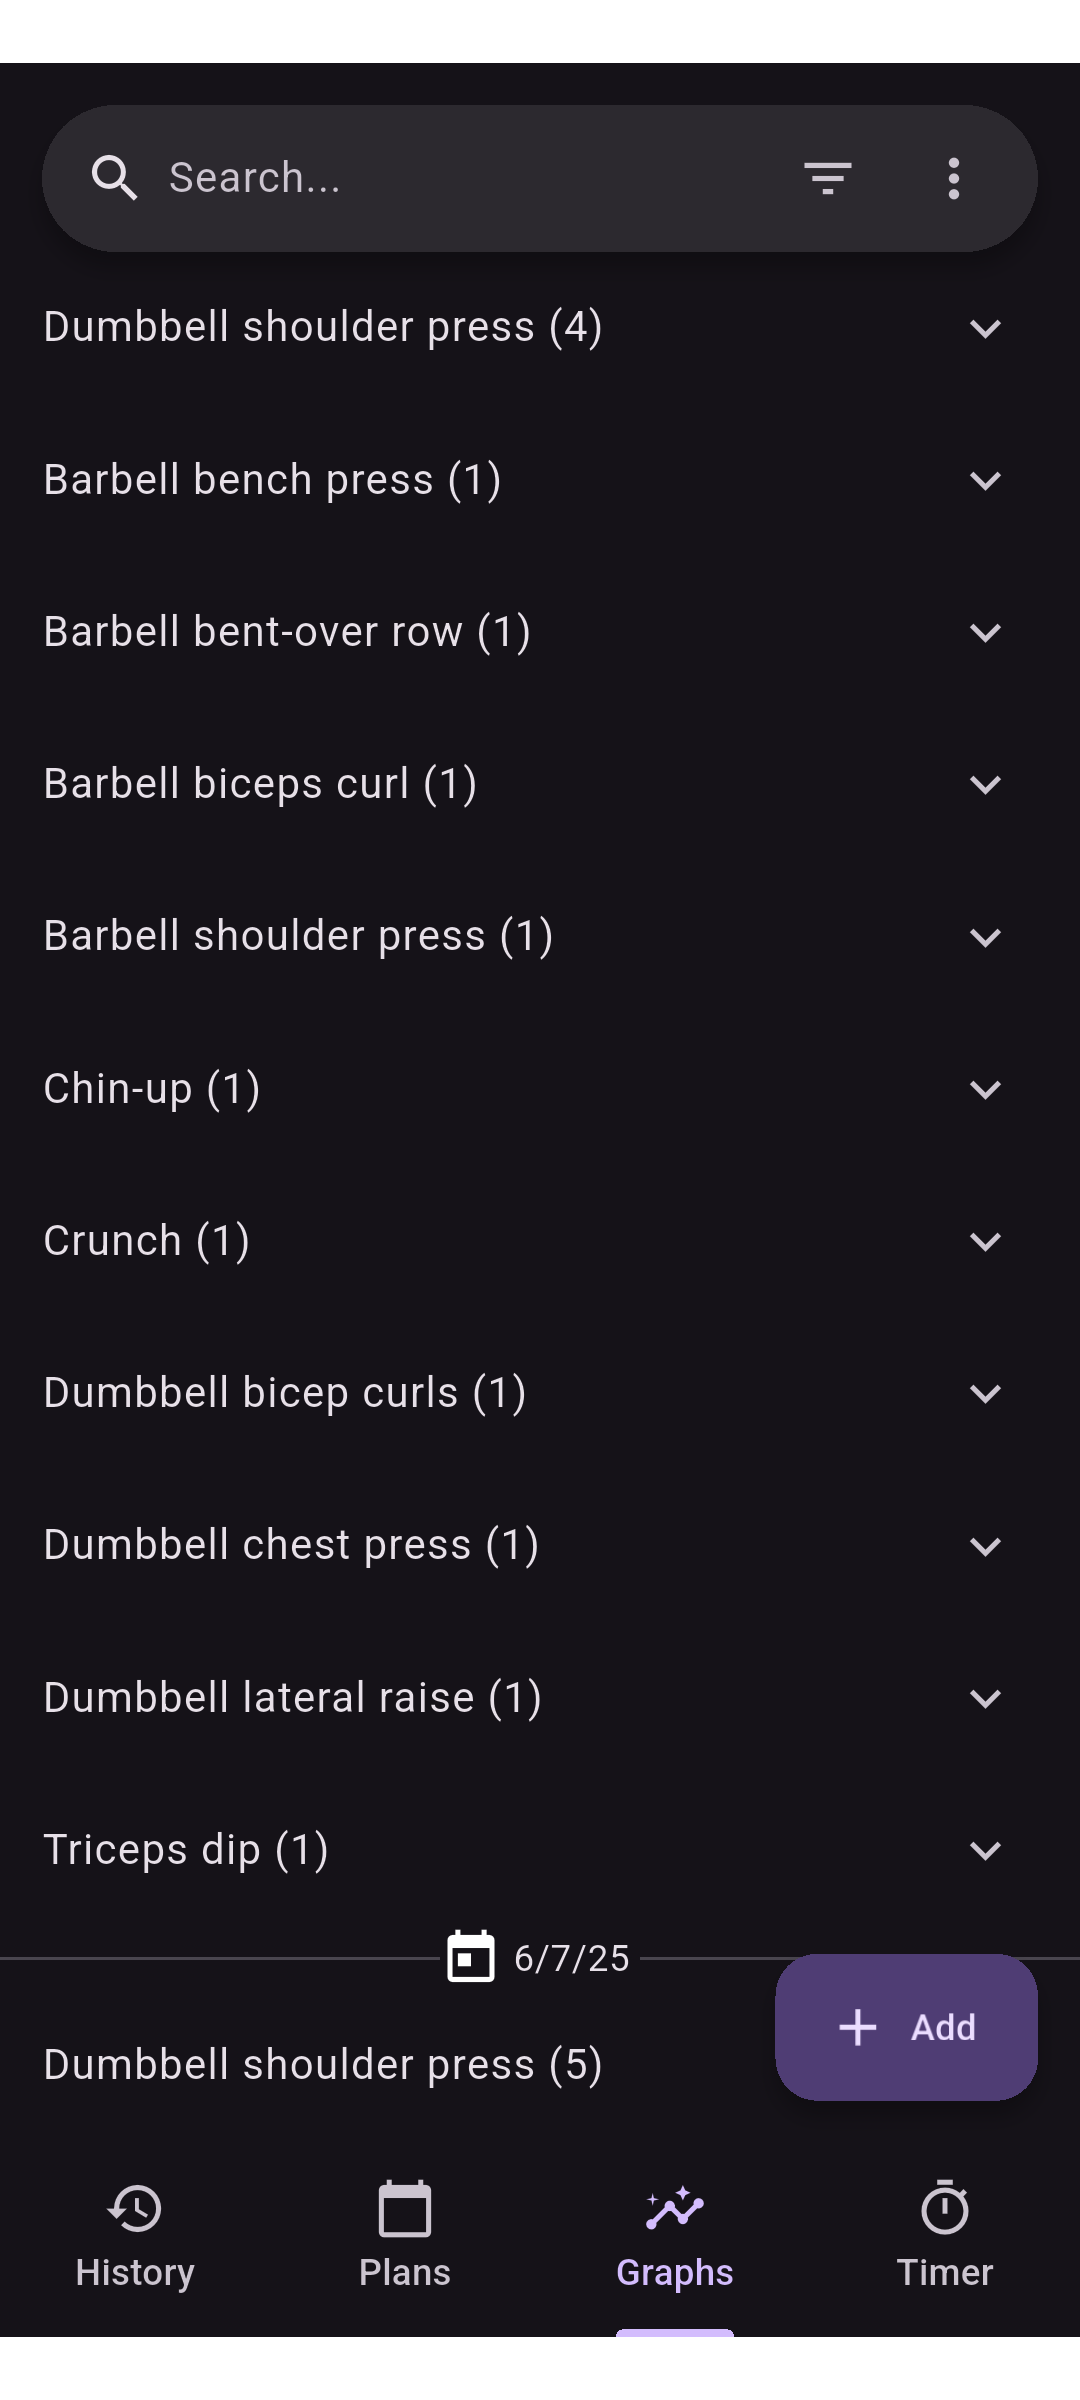 Search...
Dumbbell shoulder press (4)
Barbell bench press (1)
Barbell bent-over row (1)
Barbell biceps curl (1)
Barbell shoulder press (1)
Chin-up (1)
Crunch (1)
Dumbbell bicep curls (1)
Dumbbell chest press (1)
Dumbbell lateral raise (1)
Triceps dip (1)
6/7/25
Add
Dumbbell shoulder press (5)
History
Plans
Graphs
Timer